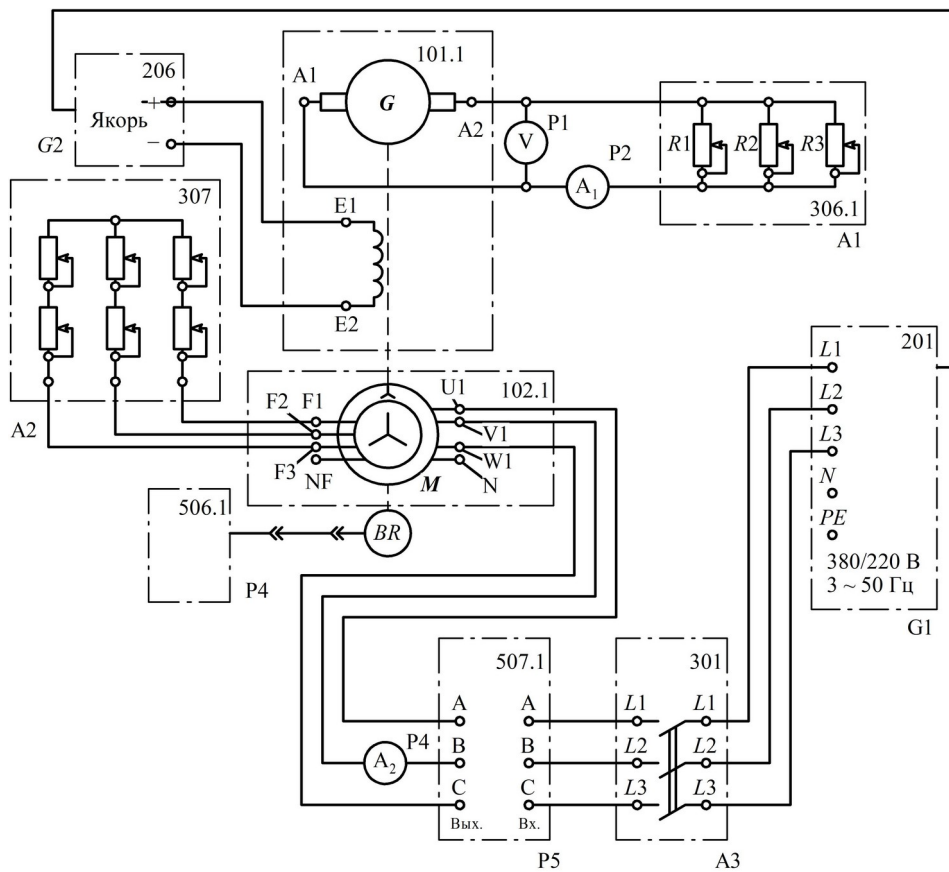 206
Якорь
+
−
G2
101.1
A1
G
A2
P1
V
P2
A1
R1
R2
R3
306.1
A1
307
E1
E2
A2
102.1
F2
F1
F3
NF
U1
V1
W1
N
M
506.1
BR
P4
201
L1
L2
L3
N
PE
380/220 В
3 ~ 50 Гц
G1
507.1
A
A
B
B
C
C
Вых.
Вх.
P5
P4
A2
301
L1
L1
L2
L2
L3
L3
A3